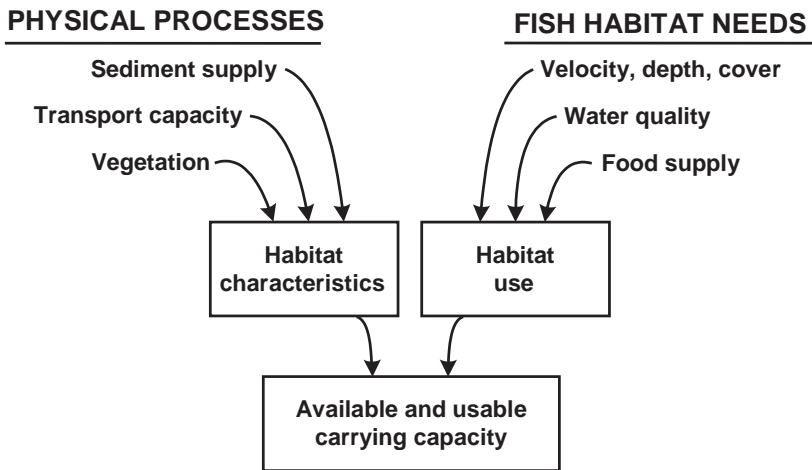 PHYSICAL PROCESSES
Sediment supply
Transport capacity
Vegetation
FISH HABITAT NEEDS
Velocity, depth, cover
Water quality
Food supply
Habitat
characteristics
Habitat
use
Available and usable
carrying capacity